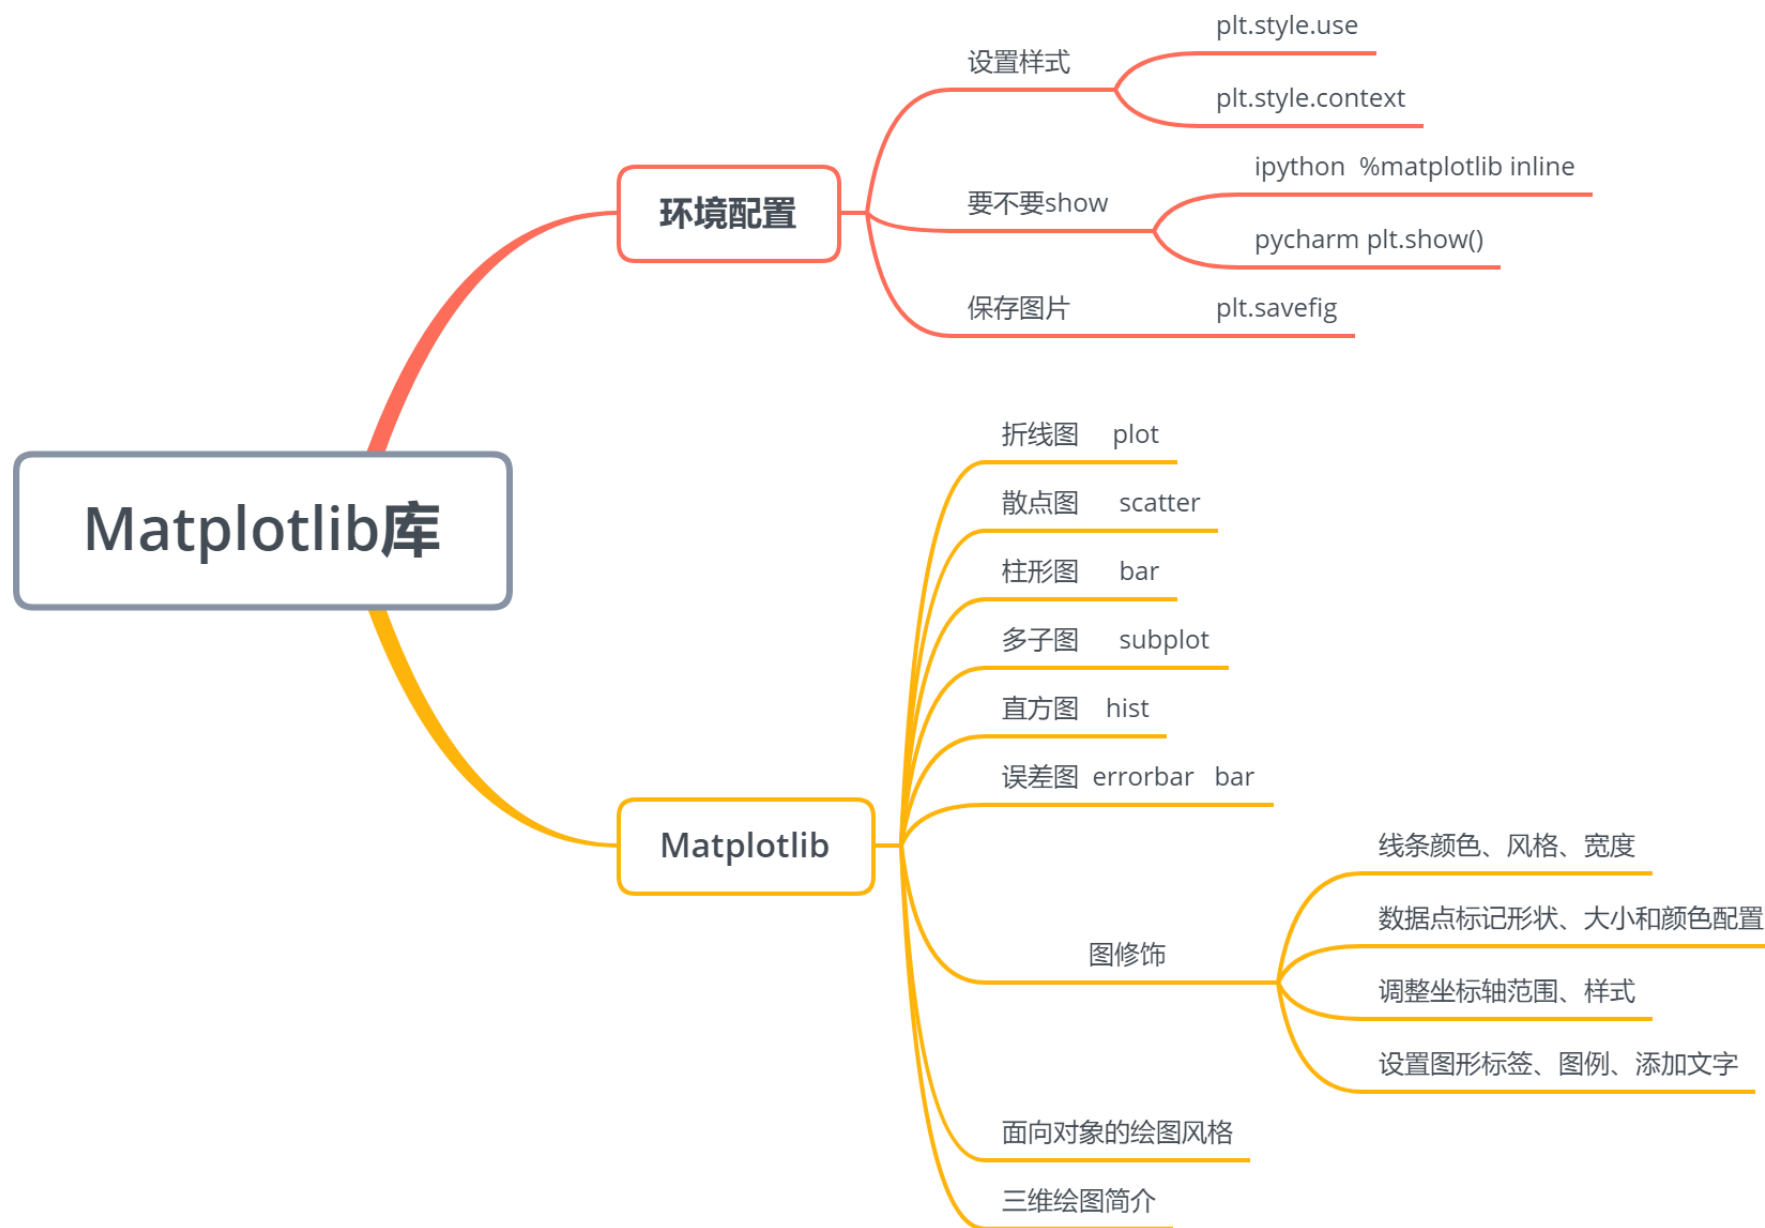 Matplotlib库
环境配置
设置样式
plt.style.use
plt.style.context
要不要show
ipython  %matplotlib inline
pycharm plt.show()
保存图片
plt.savefig
Matplotlib
折线图 plot
散点图 scatter
柱形图 bar
多子图 subplot
直方图 hist
误差图 errorbar bar
图修饰
线条颜色、风格、宽度
数据点标记形状、大小和颜色配置
调整坐标轴范围、样式
设置图形标签、图例、添加文字
面向对象的绘图风格
三维绘图简介